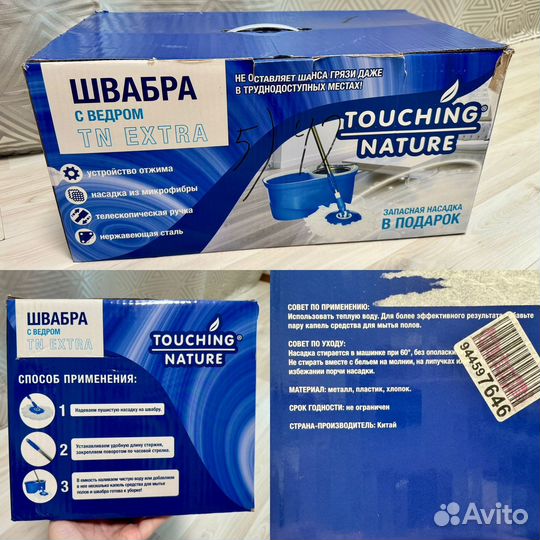 ШВАБРА
С ВЕДРОМ
TN EXTRA
НЕ ОСТАВЛЯЕТ ШАНСА ГРЯЗИ ДАЖЕ
В ТРУДНОДОСТУПНЫХ МЕСТАХ!
устройство отжима
насадка из микрофибры
телескопическая ручка
нержавеющая сталь
TOUCHING®
NATURE
ЗАПАСНАЯ НАСАДКА
В ПОДАРОК
ШВАБРА
С ВЕДРОМ
TN EXTRA
TOUCHING®
NATURE
СПОСОБ ПРИМЕНЕНИЯ:
1 Надеваем пушистую насадку на швабру.
2 Устанавливаем удобную длину стержня,
закрепляем поворотом по часовой стрелке.
3 В емкость наливаем чистую воду или добавляем
в нее несколько капель средства для мытья
полов и швабра готова к уборке!
СОВЕТ ПО ПРИМЕНЕНИЮ:
Использовать теплую воду. Для более эффективного результата
пару капель средства для мытья полов.
СОВЕТ ПО УХОДУ:
Насадка стирается в машинке при 60°, без
Не стирать вместе с бельем на молнии, на липучках
избежании порчи насадки.
МАТЕРИАЛ: металл, пластик, хлопок.
СРОК ГОДНОСТИ: не ограничен
СТРАНА-ПРОИЗВОДИТЕЛЬ: Китай
944597646
Avito